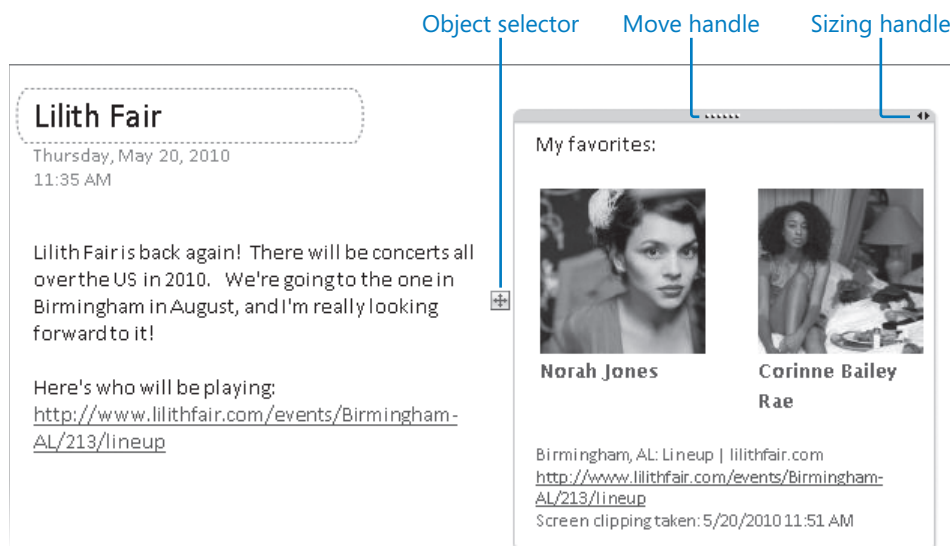 Object selector
Move handle
Sizing handle
Lilith Fair
Thursday, May 20, 2010
11:35 AM
Lilith Fair is back again!  There will be concerts all
over the US in 2010.   We're going to the one in
Birmingham in August, and I'm really looking
forward to it!
Here's who will be playing:
http://www.lilithfair.com/events/Birmingham-
AL/213/lineup
My favorites:
Norah Jones
Corinne Bailey
Rae
Birmingham, AL: Lineup | lilithfair.com
http://www.lilithfair.com/events/Birmingham-
AL/213/lineup
Screen clipping taken: 5/20/2010 11:51 AM